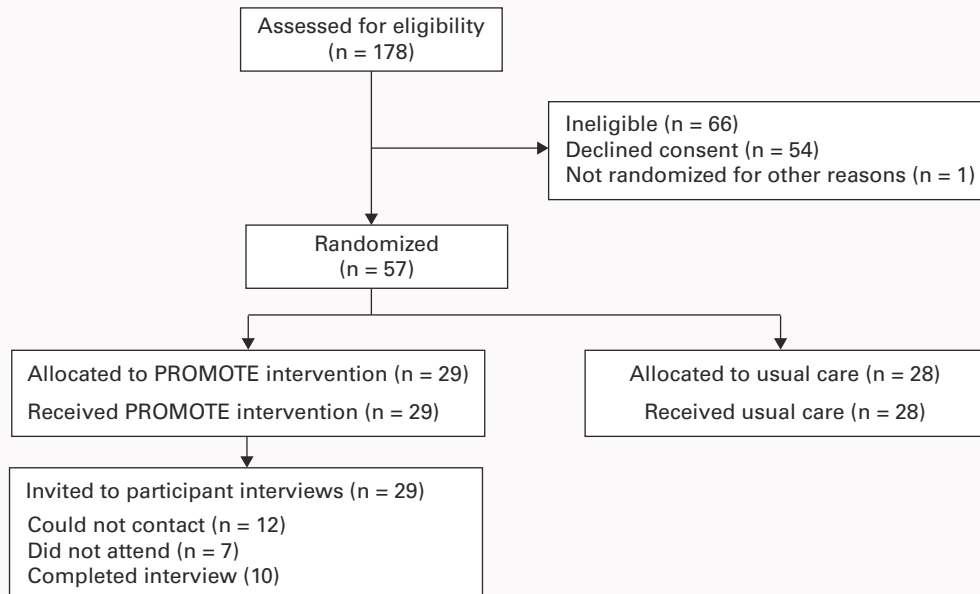 Assessed for eligibility
(n = 178)
Ineligible (n = 66)
Declined consent (n = 54)
Not randomized for other reasons (n = 1)
Randomized
(n = 57)
Allocated to PROMOTE intervention (n = 29)
Received PROMOTE intervention (n = 29)
Allocated to usual care (n = 28)
Received usual care (n = 28)
Invited to participant interviews (n = 29)
Could not contact (n = 12)
Did not attend (n = 7)
Completed interview (10)